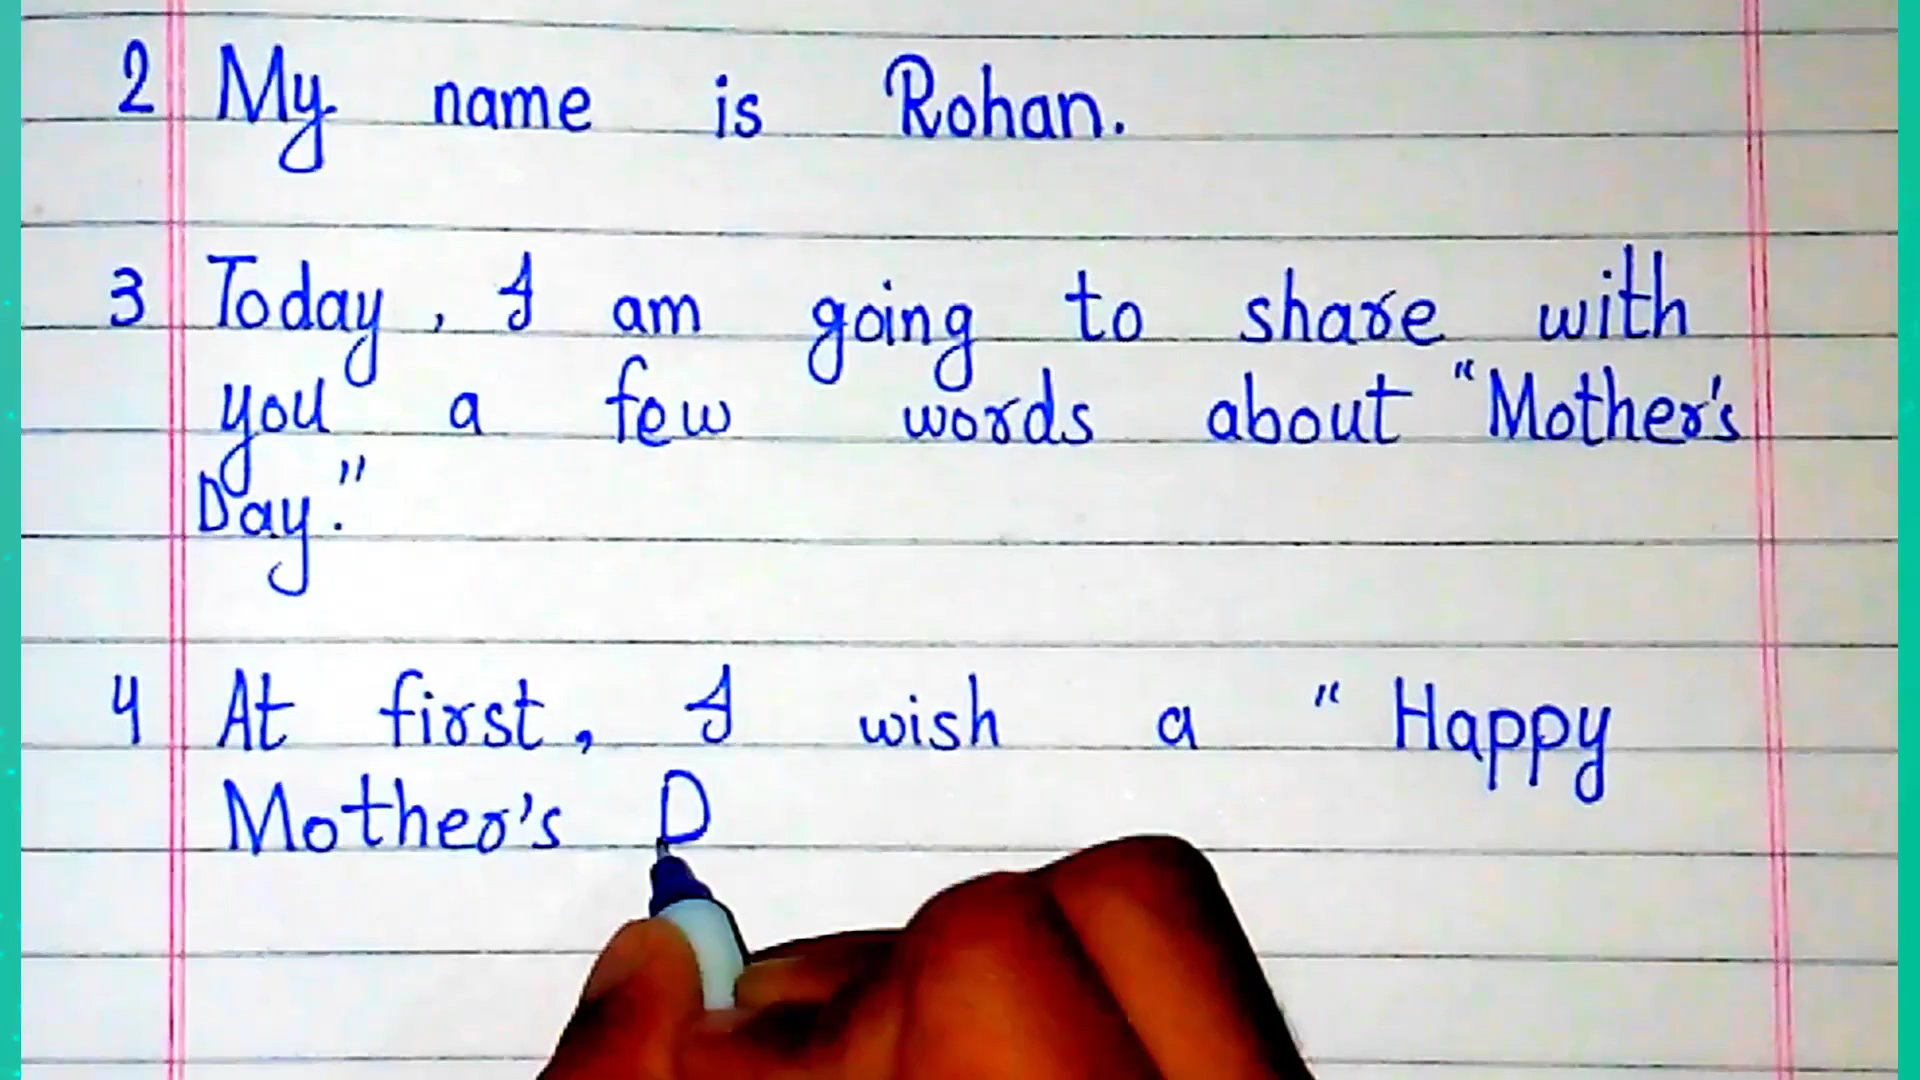 2 My name is Rohan.
3 Today, I am going to share with
you a few words about "Mother's
Day."
4 At first, I wish a " Happy
Mother's D